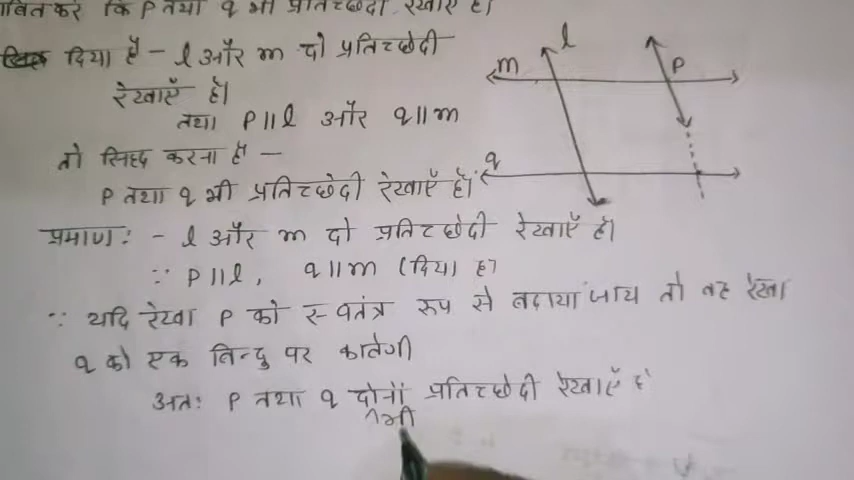 कि P तथा q भी प्रतिच्छेदी रेखाएँ हैं।
दिया है - l और m दो प्रतिच्छेदी
रेखाएँ हैं।
तथा P॥l और q॥m
तो सिद्ध करना है -
P तथा q भी प्रतिच्छेदी रेखाएँ हैं।
l
m
P
q
प्रमाण: - l और m दो प्रतिच्छेदी रेखाएँ हैं।
∵ P॥l, q॥m (दिया है)
∵ यदि रेखा P को स्वतंत्र रूप से बढाया जाय तो वह रेखा
q को एक बिन्दु पर काटेगी
अतः P तथा q दोनों प्रतिच्छेदी रेखाएँ हैं
^भी